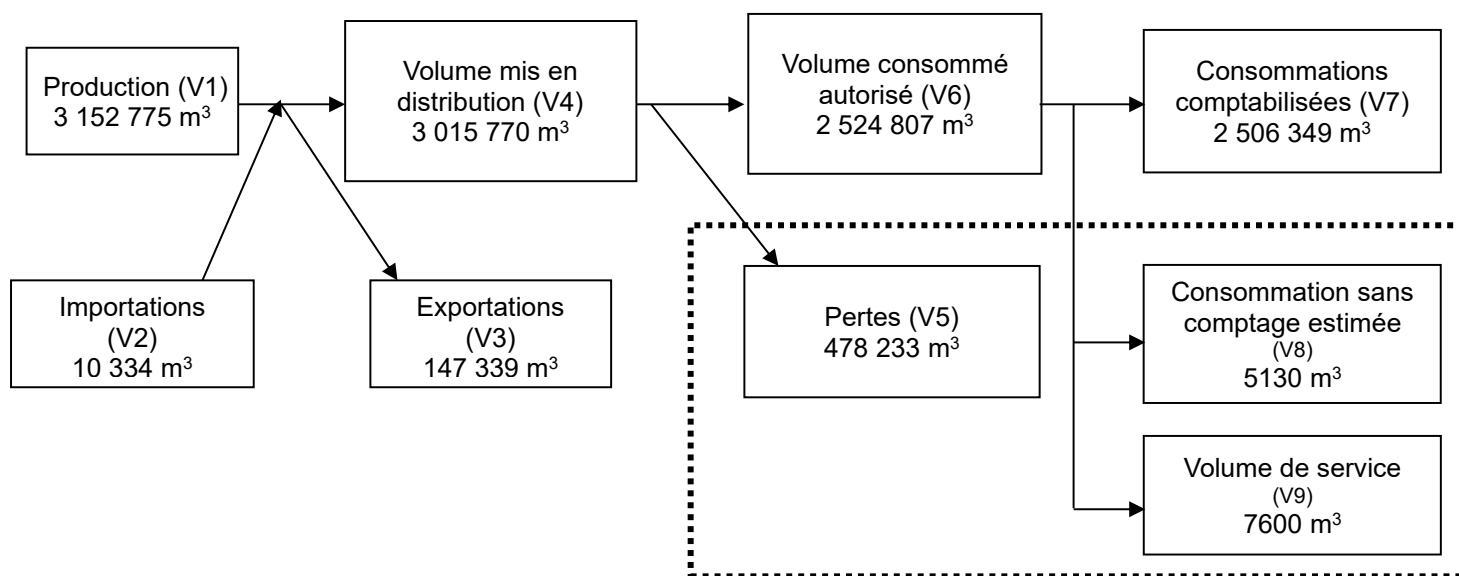 Production (V1)
3 152 775 m³
Volume mis en
distribution (V4)
3 015 770 m³
Volume consommé
autorisé (V6)
2 524 807 m³
Consommations
comptabilisées (V7)
2 506 349 m³
Importations
(V2)
10 334 m³
Exportations
(V3)
147 339 m³
Pertes (V5)
478 233 m³
Consommation sans
comptage estimée
(V8)
5130 m³
Volume de service
(V9)
7600 m³